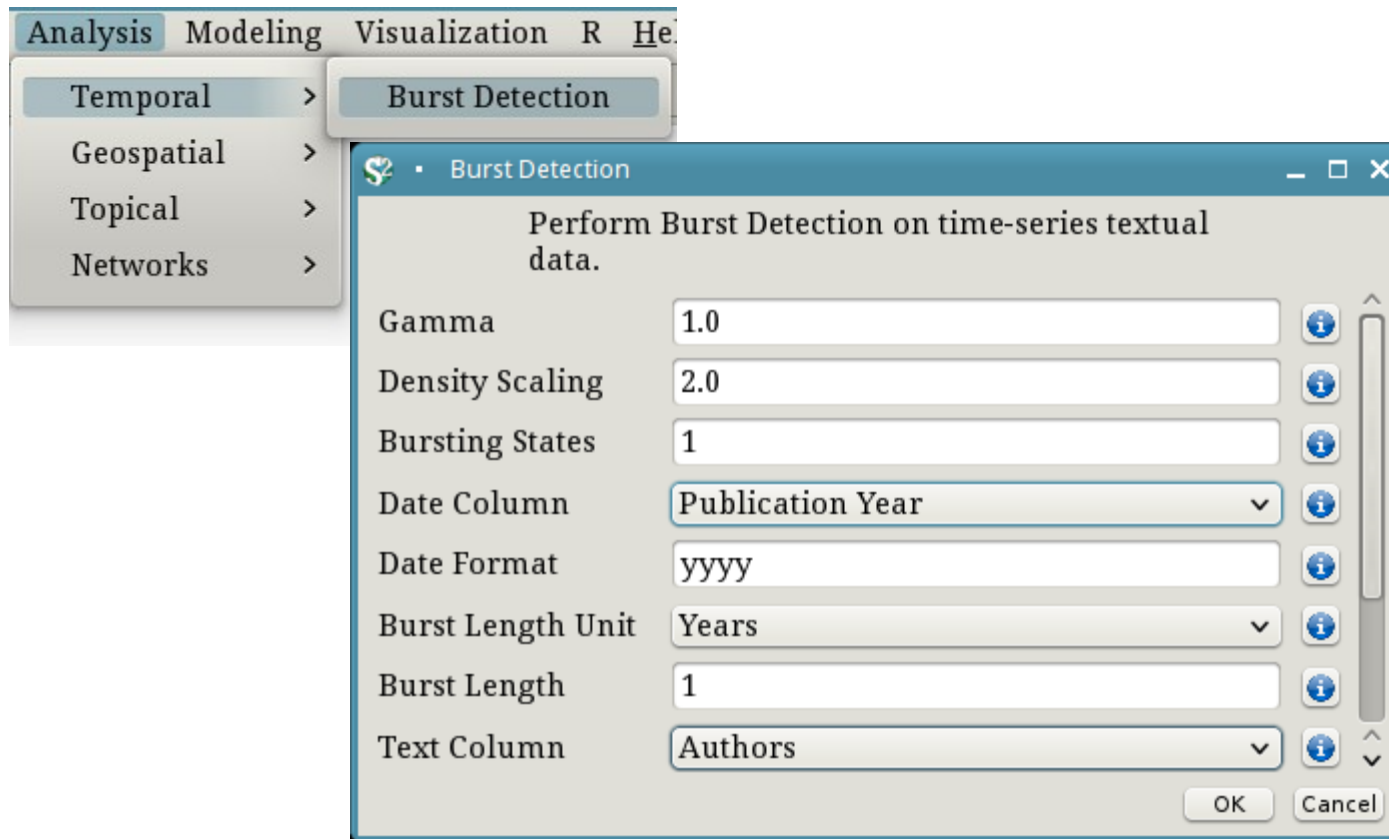 Analysis Modeling Visualization R Hel
Temporal > Burst Detection
Geospatial >
Topical >
Networks >
S2 Burst Detection
Perform Burst Detection on time-series textual
data.
Gamma 1.0
Density Scaling 2.0
Bursting States 1
Date Column Publication Year
Date Format yyyy
Burst Length Unit Years
Burst Length 1
Text Column Authors
OK Cancel